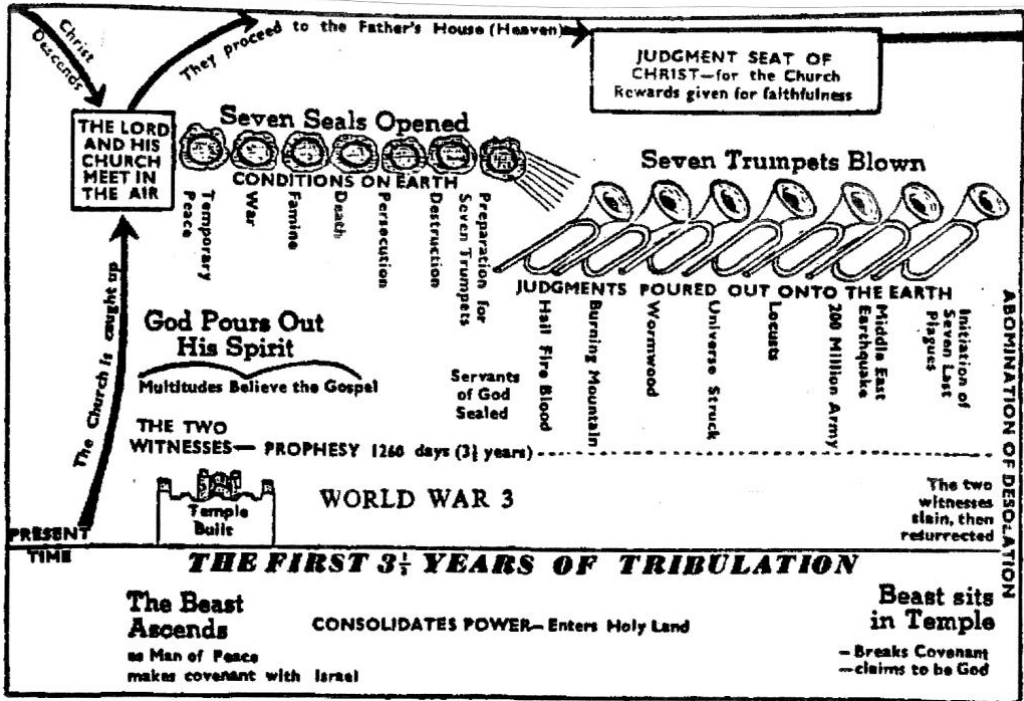 Christ
Descends
They proceed to the Father's House (Heaven)
JUDGMENT SEAT OF
CHRIST—for the Church
Rewards given for faithfulness
THE LORD
AND HIS
CHURCH
MEET IN
THE AIR
Seven Seals Opened
CONDITIONS ON EARTH
Temporary
Peace
War
Famine
Death
Persecution
Destruction
Preparation for
Seven Trumpets
Seven Trumpets Blown
JUDGMENTS POURED OUT ONTO THE EARTH
Hail Fire Blood
Burning Mountain
Wormwood
Universe Struck
Locusts
200 Million Army
Middle East
Earthquake
Initiation of
Seven Last
Plagues
ABOMINATION OF DESOLATION
The Church is caught up
God Pours Out
His Spirit
Multitudes Believe the Gospel
Servants
of God
Sealed
THE TWO
WITNESSES— PROPHESY 1260 days (3½ years)
Temple
Built
WORLD WAR 3
The two
witnesses
slain, then
resurrected
PRESENT
TIME
THE FIRST 3½ YEARS OF TRIBULATION
The Beast
Ascends
as Man of Peace
makes covenant with Israel
CONSOLIDATES POWER— Enters Holy Land
Beast sits
in Temple
—Breaks Covenant
—claims to be God